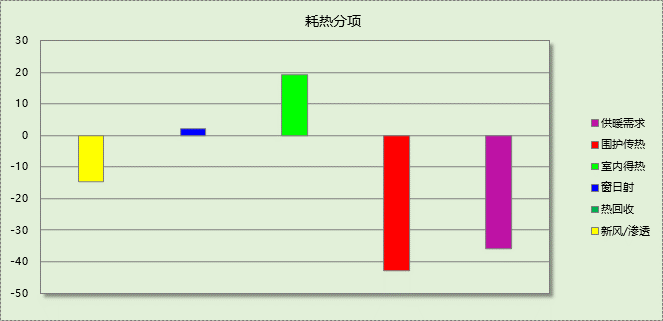 耗热分项
30
20
10
0
-10
-20
-30
-40
-50
供暖需求
围护传热
室内得热
窗日射
热回收
新风/渗透